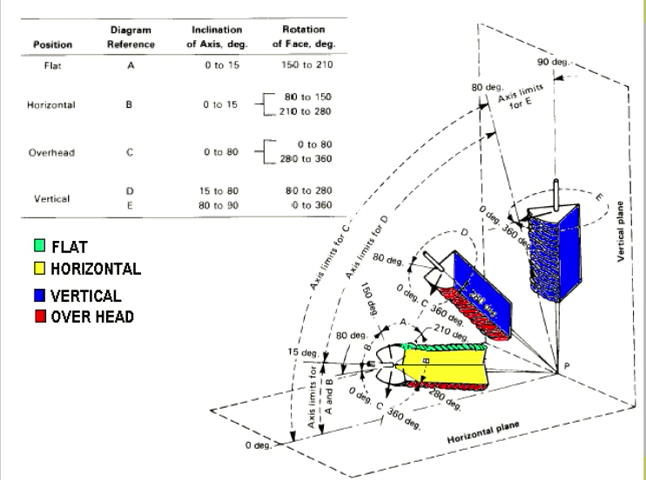 Position
Diagram Reference
Inclination of Axis, deg.
Rotation of Face, deg.
Flat A 0 to 15 150 to 210
Horizontal B 0 to 15 80 to 150
210 to 280
Overhead C 0 to 80 0 to 80
280 to 360
Vertical D 15 to 80 80 to 280
E 80 to 90 0 to 360
FLAT
HORIZONTAL
VERTICAL
OVER HEAD
90 deg.
80 deg.
Axis limits for E
E
0 deg. 360 deg.
Vertical plane
Axis limits for C
Axis limits for D
D
80 deg.
0 deg. C 360 deg.
280 deg.
150 deg.
A
210 deg.
80 deg.
B
B
15 deg.
Axis limits for A and B
0 deg. C 360 deg.
280 deg.
P
0 deg.
Horizontal plane